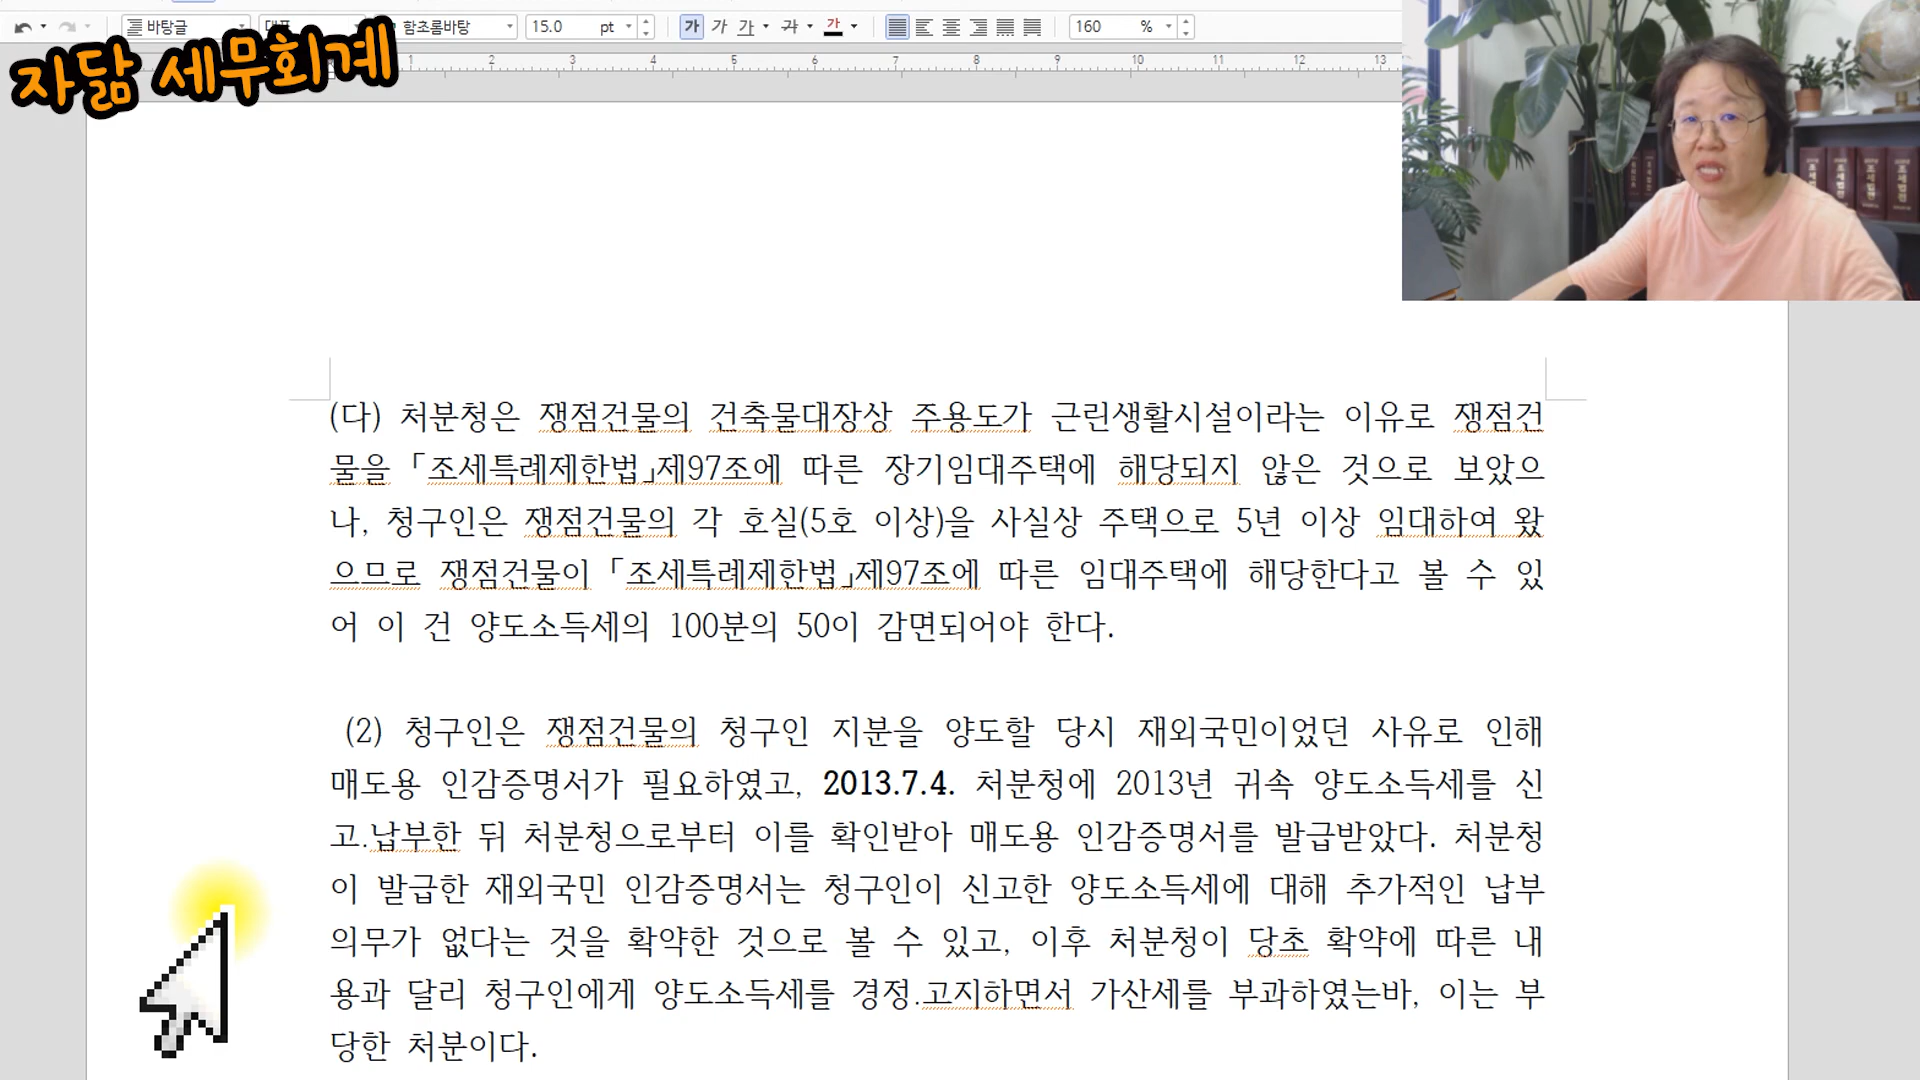 바탕글
함초롬바탕
15.0 pt
가 가 가 가 가
160 %
자닮 세무회계
1 2 3 4 5 6 7 8 9 10 11 12 13
(다) 처분청은 쟁점건물의 건축물대장상 주용도가 근린생활시설이라는 이유로 쟁점건
물을 「조세특례제한법」제97조에 따른 장기임대주택에 해당되지 않은 것으로 보았으
나, 청구인은 쟁점건물의 각 호실(5호 이상)을 사실상 주택으로 5년 이상 임대하여 왔
으므로 쟁점건물이 「조세특례제한법」제97조에 따른 임대주택에 해당한다고 볼 수 있
어 이 건 양도소득세의 100분의 50이 감면되어야 한다.
(2) 청구인은 쟁점건물의 청구인 지분을 양도할 당시 재외국민이었던 사유로 인해
매도용 인감증명서가 필요하였고, 2013.7.4. 처분청에 2013년 귀속 양도소득세를 신
고.납부한 뒤 처분청으로부터 이를 확인받아 매도용 인감증명서를 발급받았다. 처분청
이 발급한 재외국민 인감증명서는 청구인이 신고한 양도소득세에 대해 추가적인 납부
의무가 없다는 것을 확약한 것으로 볼 수 있고, 이후 처분청이 당초 확약에 따른 내
용과 달리 청구인에게 양도소득세를 경정.고지하면서 가산세를 부과하였는바, 이는 부
당한 처분이다.